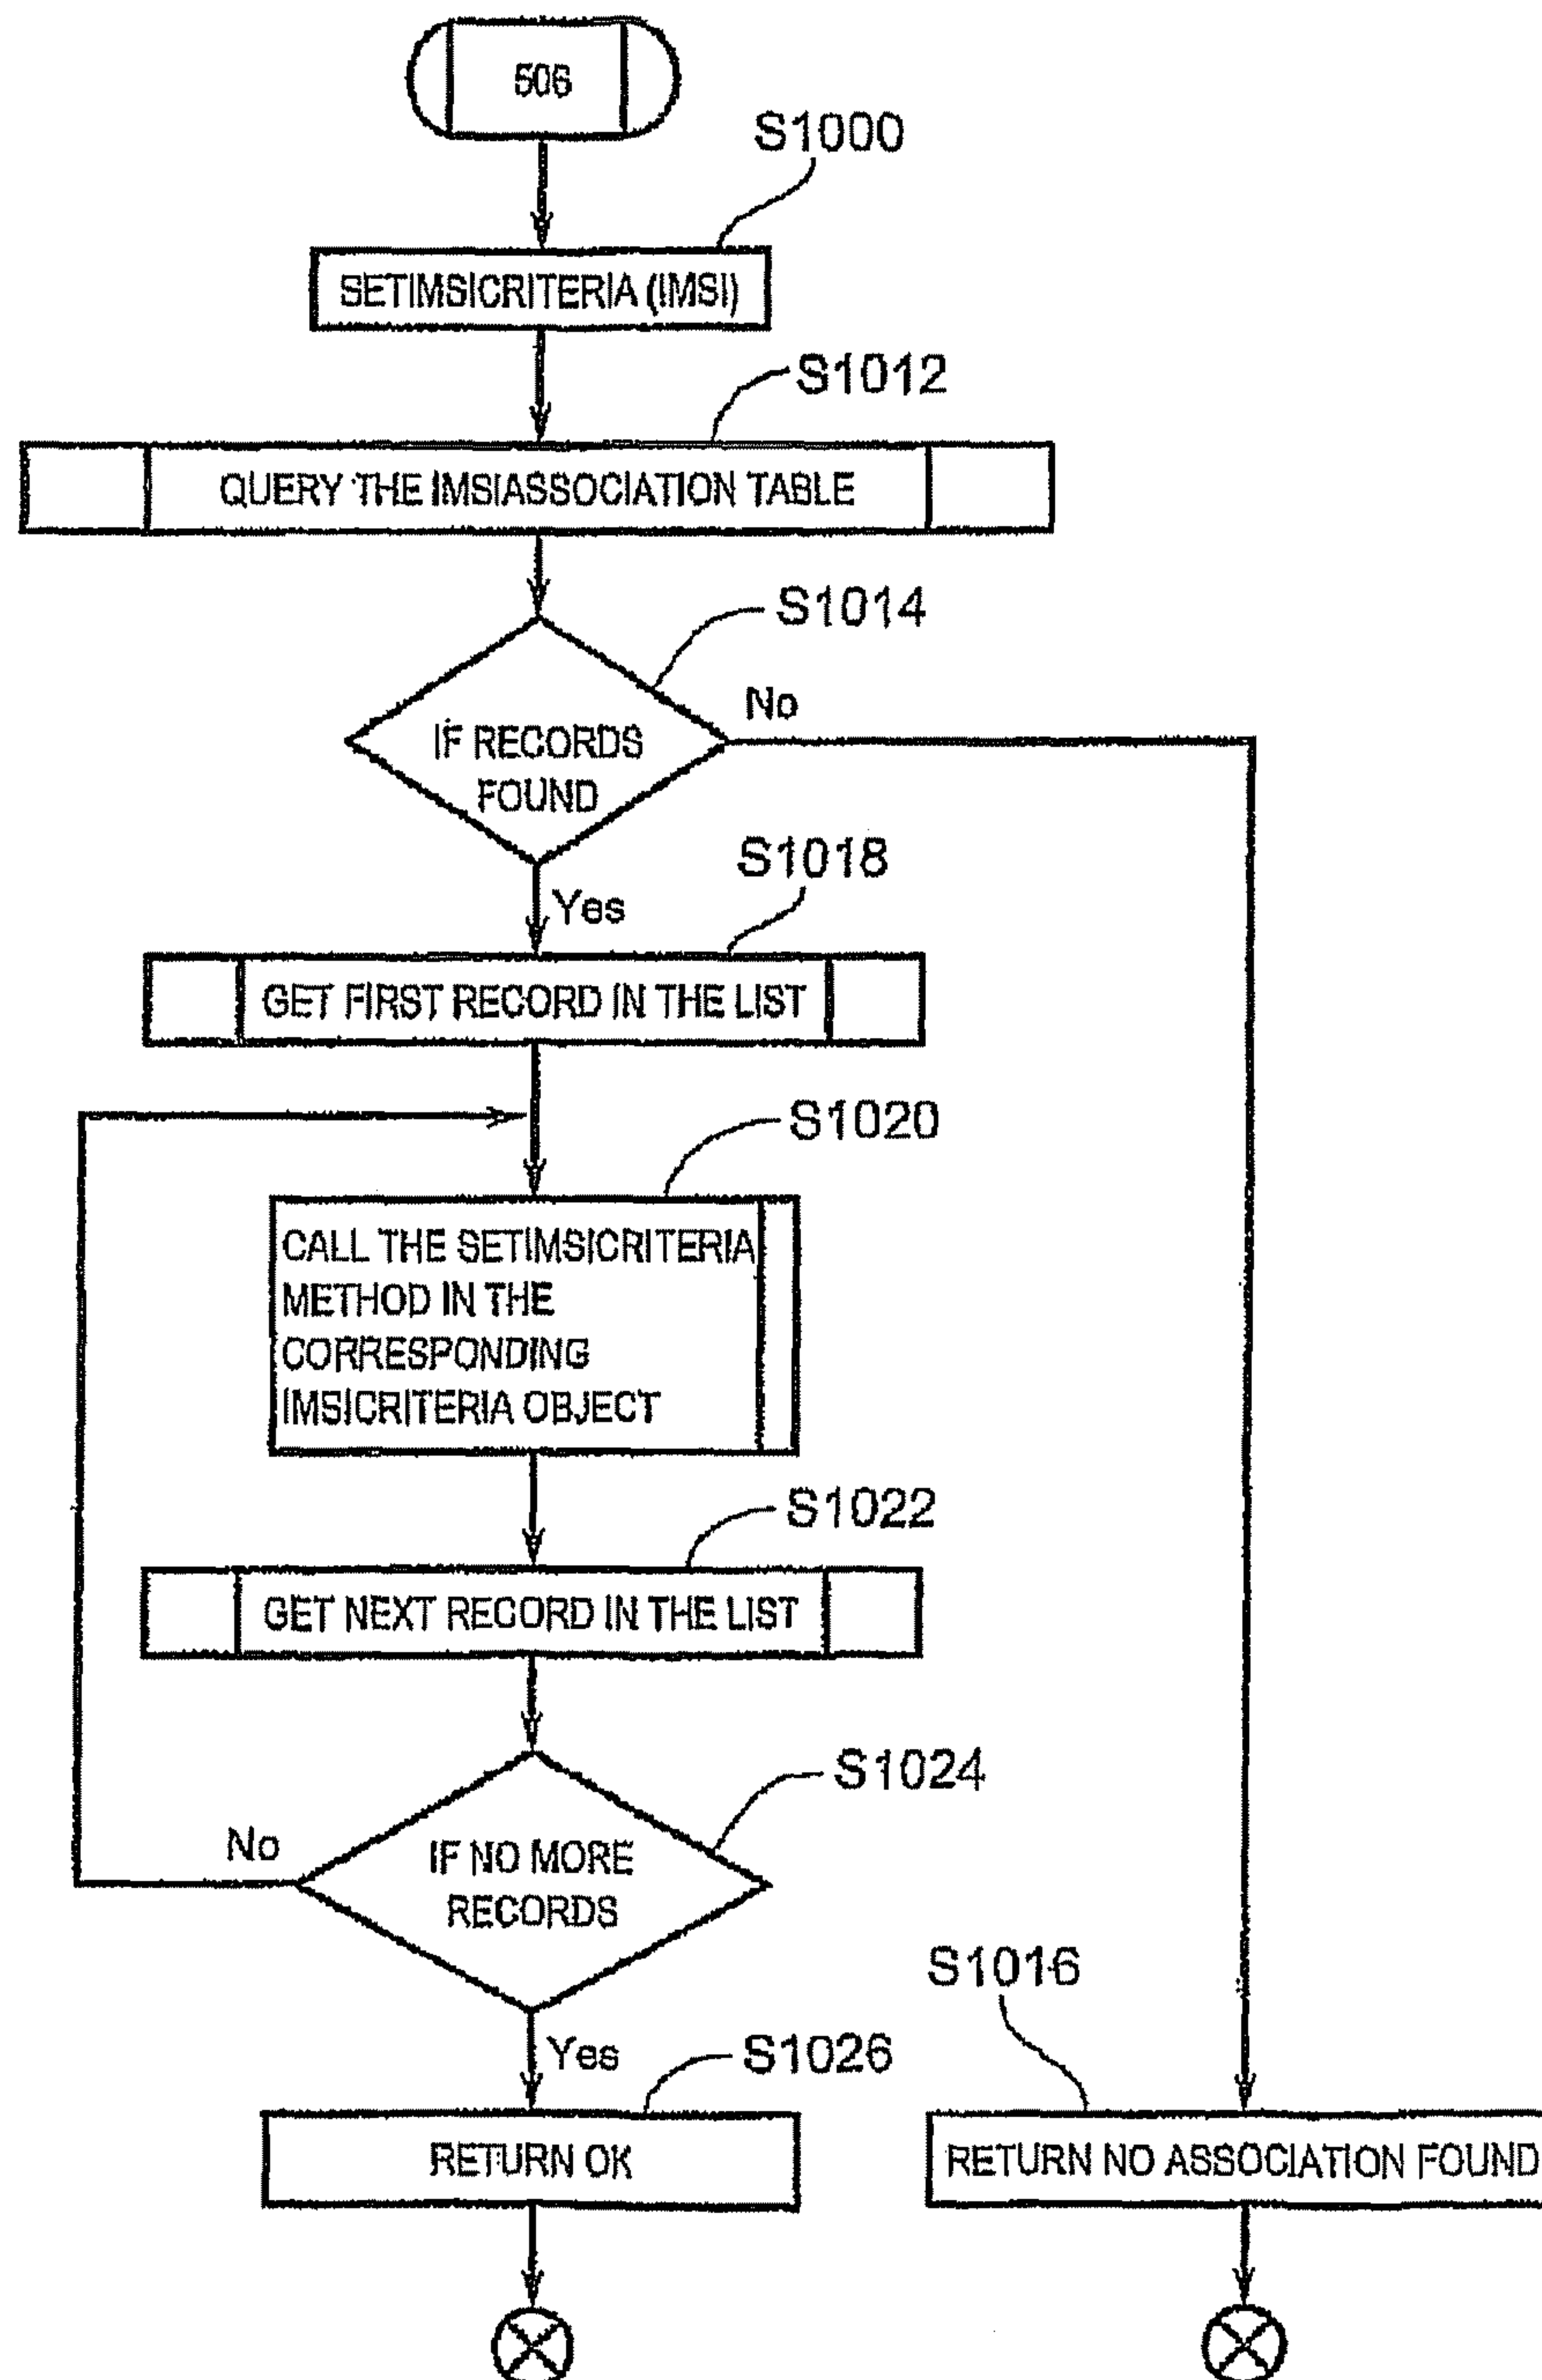 506
S1000
SETIMSICRITERIA (IMSI)
S1012
QUERY THE IMSIASSOCIATION TABLE
S1014
No
IF RECORDS
FOUND
S1018
Yes
GET FIRST RECORD IN THE LIST
S1020
CALL THE SETIMSICRITERIA
METHOD IN THE
CORRESPONDING
IMSICRITERIA OBJECT
S1022
GET NEXT RECORD IN THE LIST
S1024
No
IF NO MORE
RECORDS
S1016
Yes
S1026
RETURN OK
RETURN NO ASSOCIATION FOUND